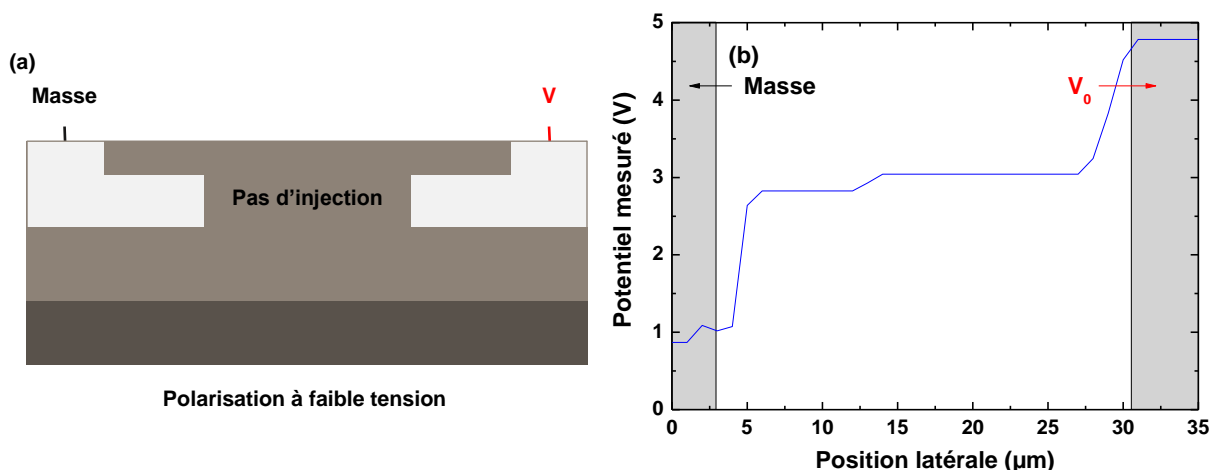 (a)
Masse
V
Pas d'injection
Polarisation à faible tension
(b)
Masse
V₀
Potentiel mesuré (V)
5
4
3
2
1
0
0 5 10 15 20 25 30 35
Position latérale (µm)